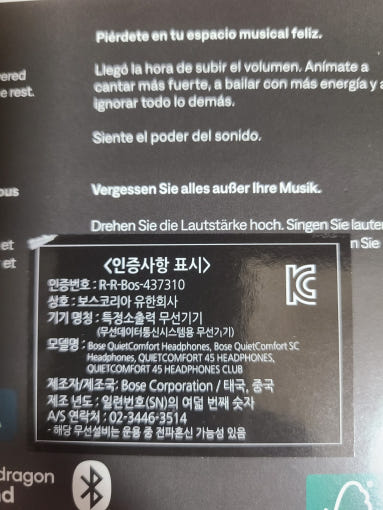 Piérdete en tu espacio musical feliz.
Llegó la hora de subir el volumen. Anímate a
cantar más fuerte, a bailar con más energía y a
ignorar todo lo demás.
Siente el poder del sonido.
vered
e rest.
Vergessen Sie alles außer Ihre Musik.
Drehen Sie die Lautstärke hoch. Singen Sie lauter
n Sie
ous
et
et
<인증사항 표시>
인증번호 : R-R-Bos-437310
상호 : 보스코리아 유한회사
기기 명칭 : 특정소출력 무선기기
(무선데이터통신시스템용 무선기기)
모델명 : Bose QuietComfort Headphones, Bose QuietComfort SC
Headphones, QUIETCOMFORT 45 HEADPHONES,
QUIETCOMFORT 45 HEADPHONES CLUB
제조자/제조국: Bose Corporation / 태국, 중국
제조 년도 : 일련번호(SN)의 여덟 번째 숫자
A/S 연락처 : 02-3446-3514
- 해당 무선설비는 운용 중 전파혼신 가능성 있음
dragon
nd